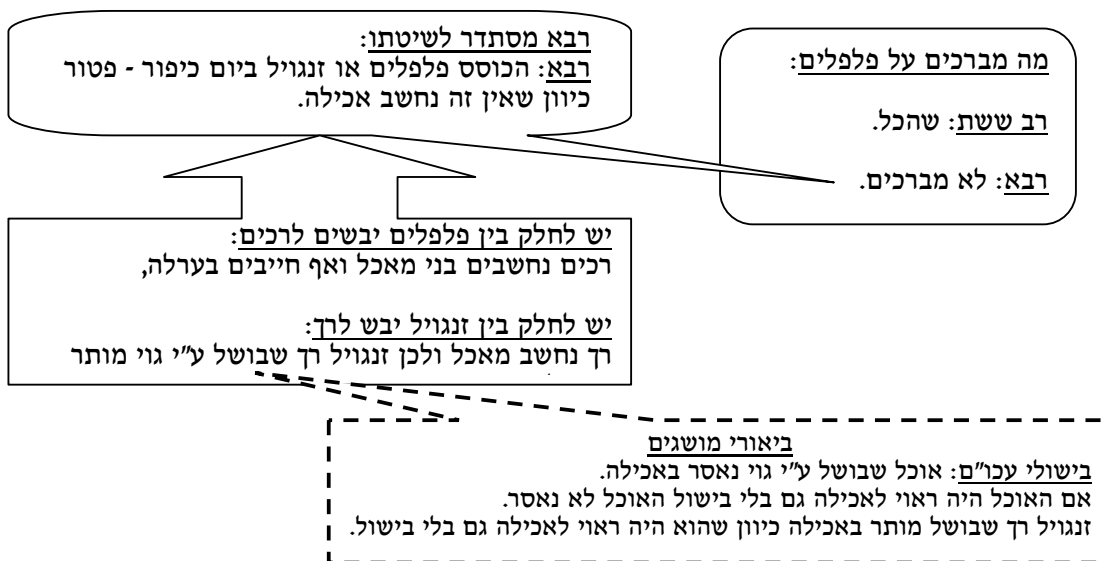 מה מברכים על פלפלים:
רב ששת: שהכל.
רבא: לא מברכים.
רבא מסתדר לשיטתו:
רבא: הכוסס פלפלים או זנגויל ביום כיפור - פטור
כיוון שאין זה נחשב אכילה.
יש לחלק בין פלפלים יבשים לרכים:
רכים נחשבים בני מאכל ואף חייבים בערלה,
יש לחלק בין זנגויל יבש לרך:
רך נחשב מאכל ולכן זנגויל רך שבושל ע"י גוי מותר
ביאורי מושגים
בישולי עכו"ם: אוכל שבושל ע"י גוי נאסר באכילה.
אם האוכל היה ראוי לאכילה גם בלי בישול האוכל לא נאסר.
זנגויל רך שבושל מותר באכילה כיוון שהוא היה ראוי לאכילה גם בלי בישול.